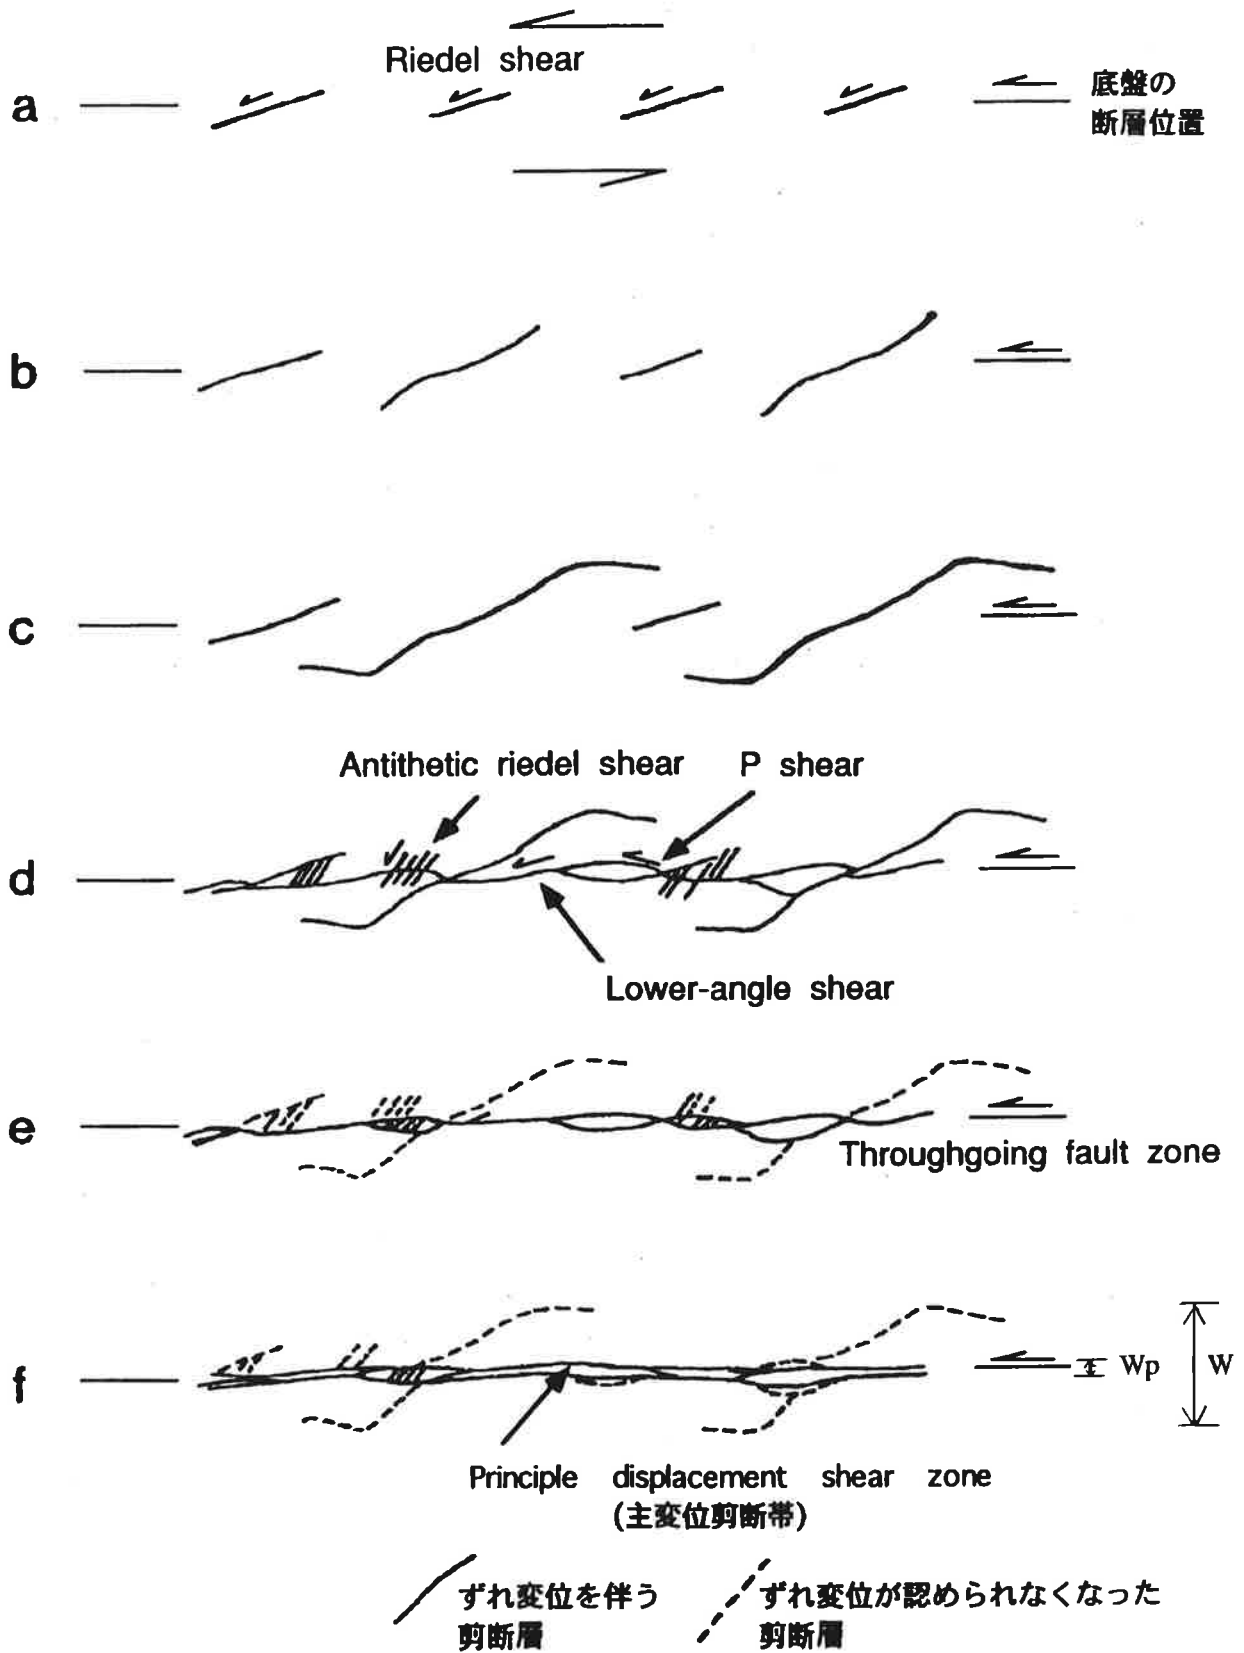 Riedel shear
a
底盤の
断層位置
b
c
Antithetic riedel shear
P shear
d
Lower-angle shear
e
Throughgoing fault zone
f
Wp
W
Principle displacement shear zone
(主変位剪断帯)
ずれ変位を伴う
剪断層
ずれ変位が認められなくなった
剪断層